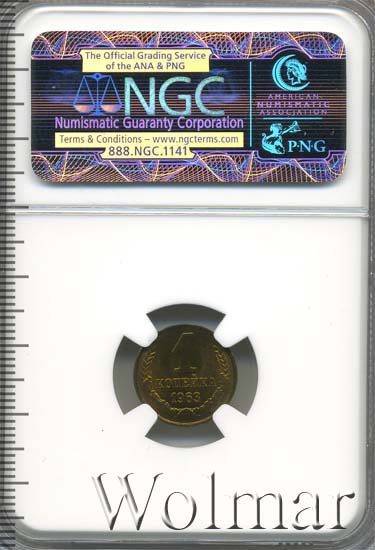 The Official Grading Service
of the ANA & PNG
NGC
Numismatic Guaranty Corporation
Terms & Conditions – www.ngcterms.com
888.NGC.1141
AMERICAN
NUMISMATIC
ASSOCIATION
PNG
1
КОПЕЙКА
1963
Wolmar